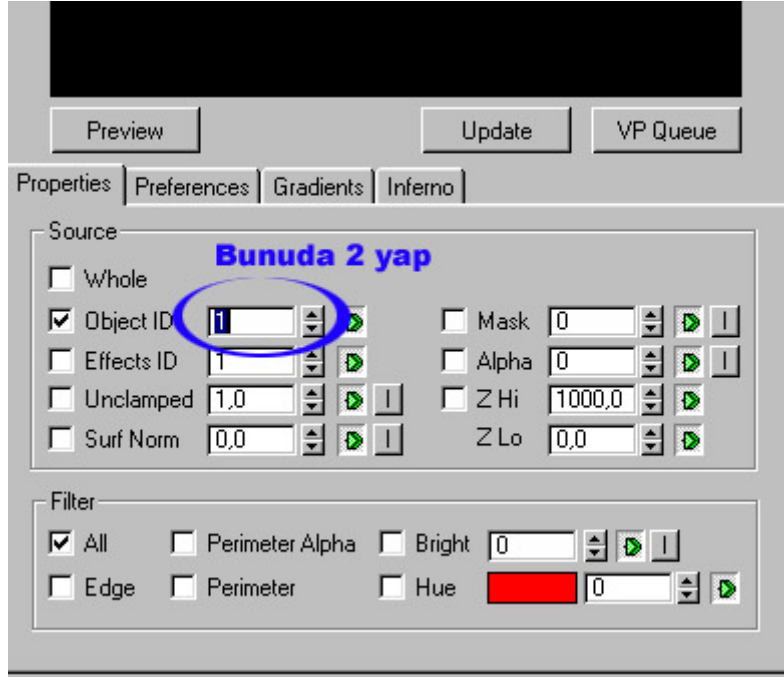 Preview Update VP Queue
Properties Preferences Gradients Inferno
Source
Bunuda 2 yap
Whole
Object ID 1 Mask 0 I
Effects ID 1 Alpha 0 I
Unclamped 1,0 I Z Hi 1000,0
Surf Norm 0,0 I Z Lo 0,0
Filter
All Perimeter Alpha Bright 0 I
Edge Perimeter Hue 0